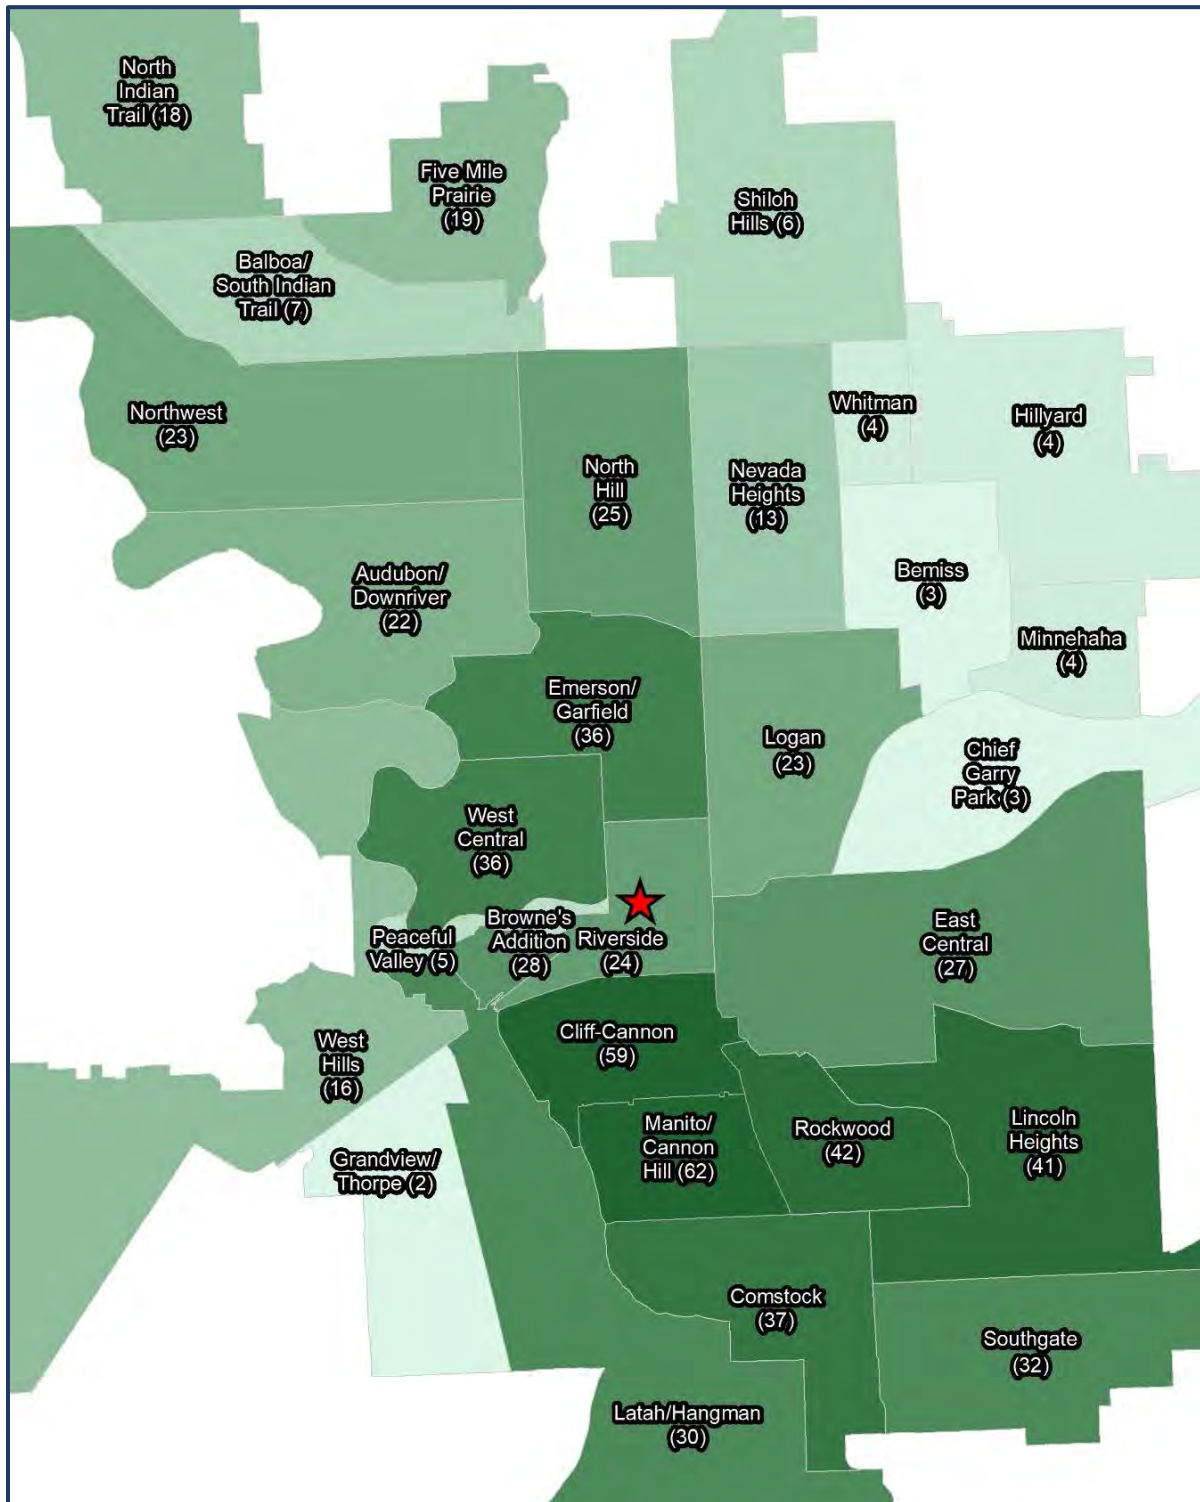 North
Indian
Trail (18)
Five Mile
Prairie
(19)
Shiloh
Hills (6)
Balboa/
South Indian
Trail (7)
Northwest
(23)
North
Hill
(25)
Nevada
Heights
(13)
Whitman
(4)
Hillyard
(4)
Audubon/
Downriver
(22)
Bemiss
(3)
Minnehaha
(4)
Emerson/
Garfield
(36)
Logan
(23)
Chief
Garry
Park (3)
West
Central
(36)
Peaceful
Valley (5)
Browne's
Addition
(28)
Riverside
(24)
East
Central
(27)
West
Hills
(16)
Cliff-Cannon
(59)
Manito/
Cannon
Hill (62)
Rockwood
(42)
Lincoln
Heights
(41)
Grandview/
Thorpe (2)
Comstock
(37)
Southgate
(32)
Latah/Hangman
(30)